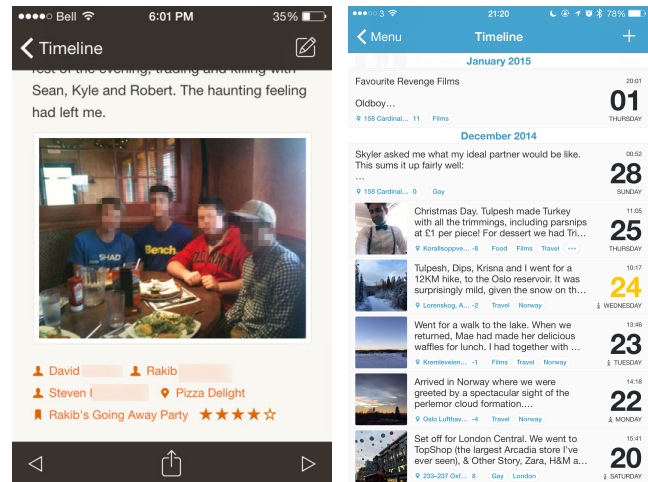 Bell 6:01 PM 35%
Timeline
rest of the evening, trading and killing with
Sean, Kyle and Robert. The haunting feeling
had left me.
SHAD
Bench.
David
Rakib
Steven
Pizza Delight
Rakib's Going Away Party ★★★★☆
3 21:20 78%
Menu Timeline +
January 2015
Favourite Revenge Films
Oldboy…
158 Cardinal... 11 Films
20:01
01
THURSDAY
December 2014
Skyler asked me what my ideal partner would be like.
This sums it up fairly well:
…
158 Cardinal... 0 Gay
00:52
28
SUNDAY
Christmas Day. Tulpesh made Turkey
with all the trimmings, including parsnips
at £1 per piece! For dessert we had Tri…
Korallsoppve... -8 Food Films Travel •••
11:05
25
THURSDAY
Tulpesh, Dips, Krisna and I went for a
12KM hike, to the Oslo reservoir. It was
surprisingly mild, given the snow on th…
Lorenskog, A... -2 Travel Norway
10:17
24
WEDNESDAY
Went for a walk to the lake. When we
returned, Mae had made her delicious
waffles for lunch. I had together with …
Kremleveien... -1 Films Travel Norway
13:46
23
TUESDAY
Arrived in Norway where we were
greeted by a spectacular sight of the
perlemor cloud formation.…
Oslo Lufthav... -4 Travel Norway
14:18
22
MONDAY
Set off for London Central. We went to
TopShop (the largest Arcadia store I've
ever seen), & Other Story, Zara, H&M a…
233–237 Oxf... 8 Gay London
15:41
20
SATURDAY